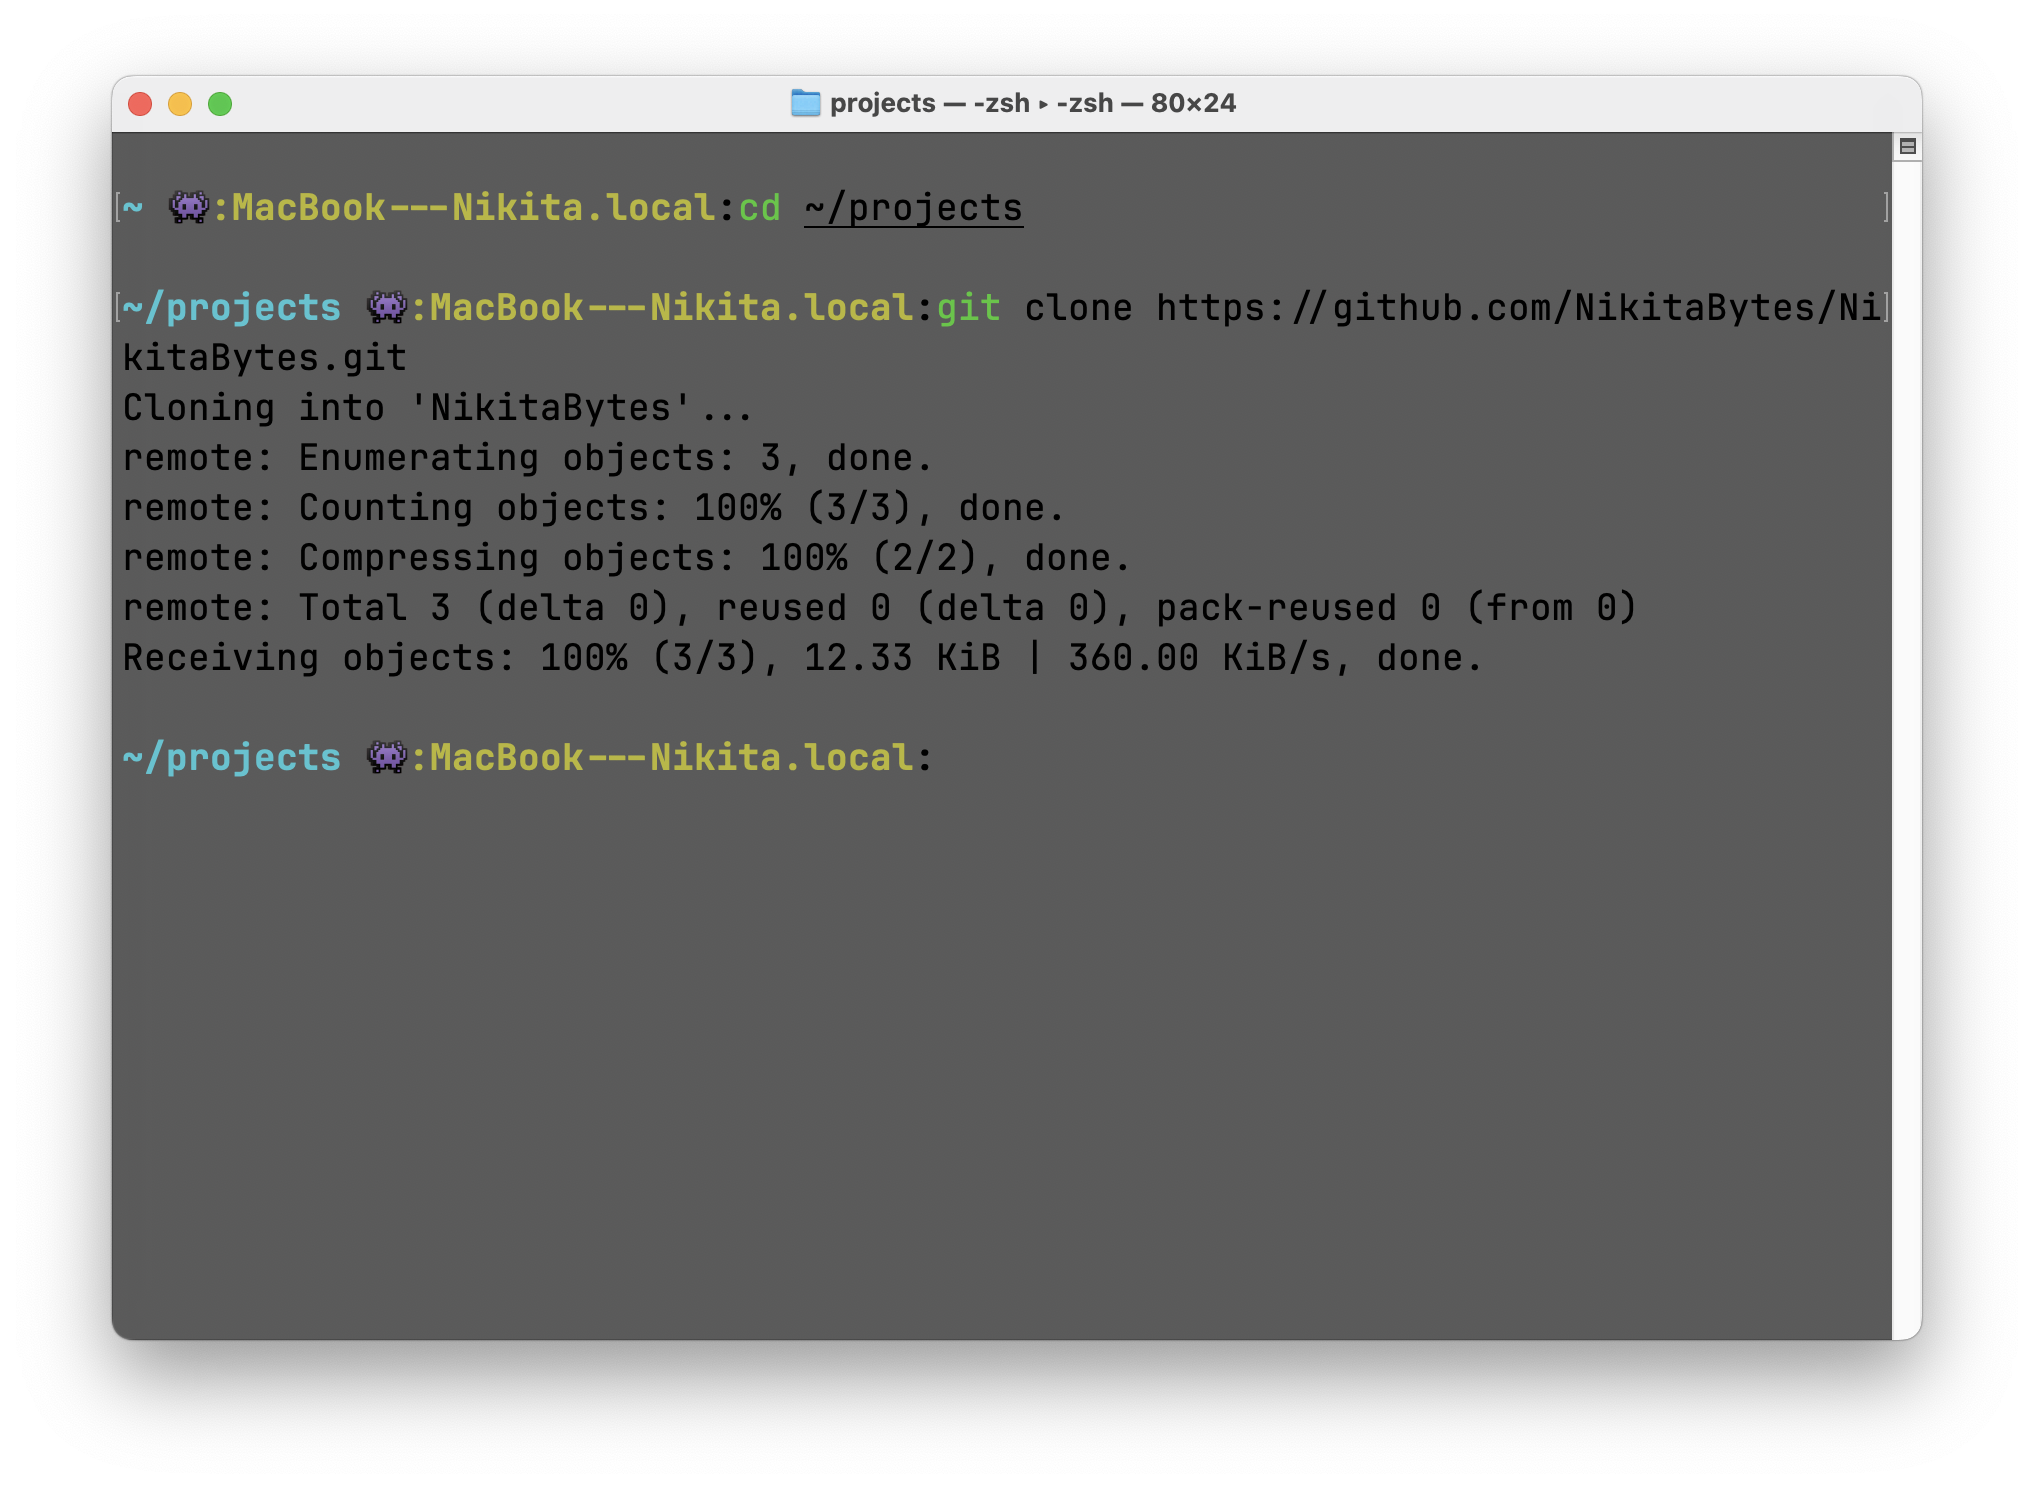 projects — -zsh ▸ -zsh — 80×24
~ 👾:MacBook---Nikita.local:cd ~/projects
~/projects 👾:MacBook---Nikita.local:git clone https://github.com/NikitaBytes/Ni
kitaBytes.git
Cloning into 'NikitaBytes'...
remote: Enumerating objects: 3, done.
remote: Counting objects: 100% (3/3), done.
remote: Compressing objects: 100% (2/2), done.
remote: Total 3 (delta 0), reused 0 (delta 0), pack-reused 0 (from 0)
Receiving objects: 100% (3/3), 12.33 KiB | 360.00 KiB/s, done.
~/projects 👾:MacBook---Nikita.local: